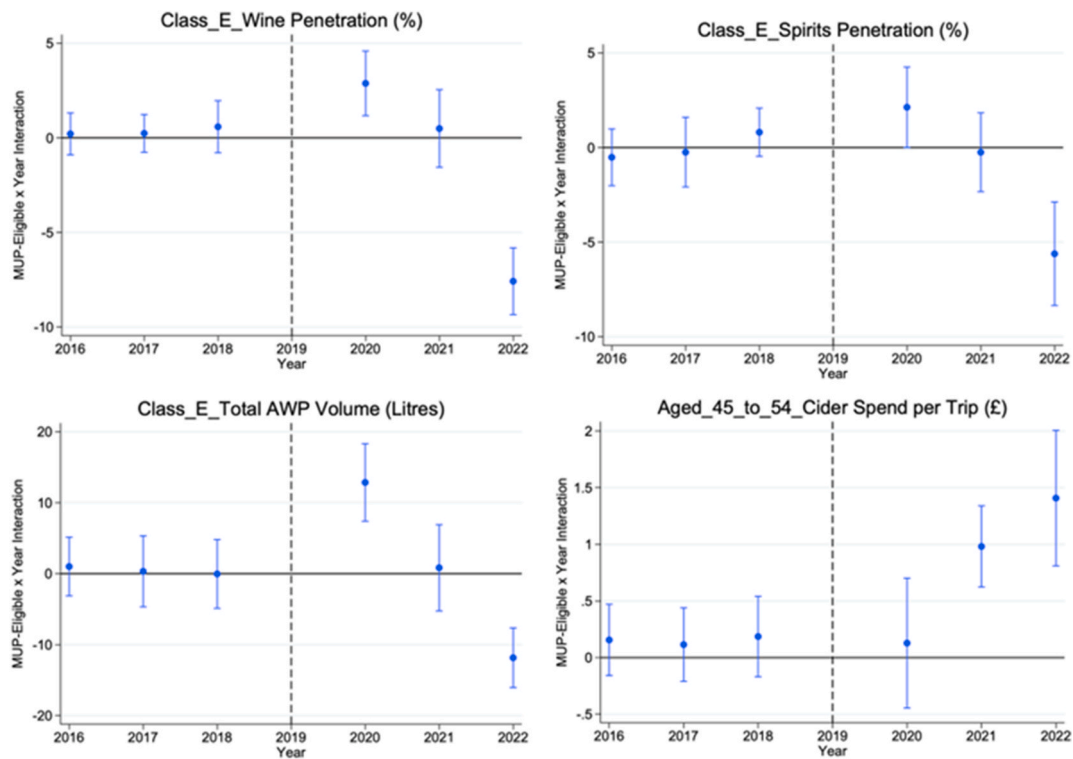 Class_E_Wine Penetration (%)
MUP-Eligible x Year Interaction
5
0
-5
-10
2016 2017 2018 2019 2020 2021 2022
Year
Class_E_Spirits Penetration (%)
MUP-Eligible x Year Interaction
5
0
-5
-10
2016 2017 2018 2019 2020 2021 2022
Year
Class_E_Total AWP Volume (Litres)
MUP-Eligible x Year Interaction
20
10
0
-10
-20
2016 2017 2018 2019 2020 2021 2022
Year
Aged_45_to_54_Cider Spend per Trip (£)
MUP-Eligible x Year Interaction
2
1.5
1
.5
0
-.5
2016 2017 2018 2019 2020 2021 2022
Year